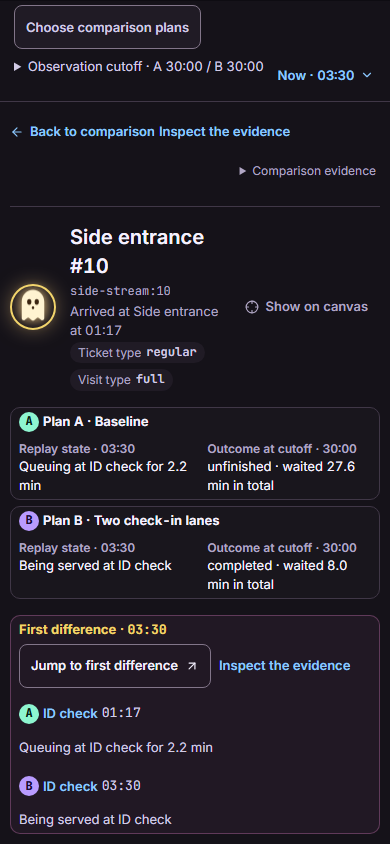 Choose comparison plans
▶ Observation cutoff · A 30:00 / B 30:00
Now · 03:30
← Back to comparison Inspect the evidence
▶ Comparison evidence
Side entrance
#10
side-stream:10
Arrived at Side entrance
at 01:17
Ticket type regular
Visit type full
Show on canvas
A Plan A · Baseline
Replay state · 03:30
Queuing at ID check for 2.2
min
Outcome at cutoff · 30:00
unfinished · waited 27.6
min in total
B Plan B · Two check-in lanes
Replay state · 03:30
Being served at ID check
Outcome at cutoff · 30:00
completed · waited 8.0
min in total
First difference · 03:30
Jump to first difference ↗
Inspect the evidence
A ID check 01:17
Queuing at ID check for 2.2 min
B ID check 03:30
Being served at ID check